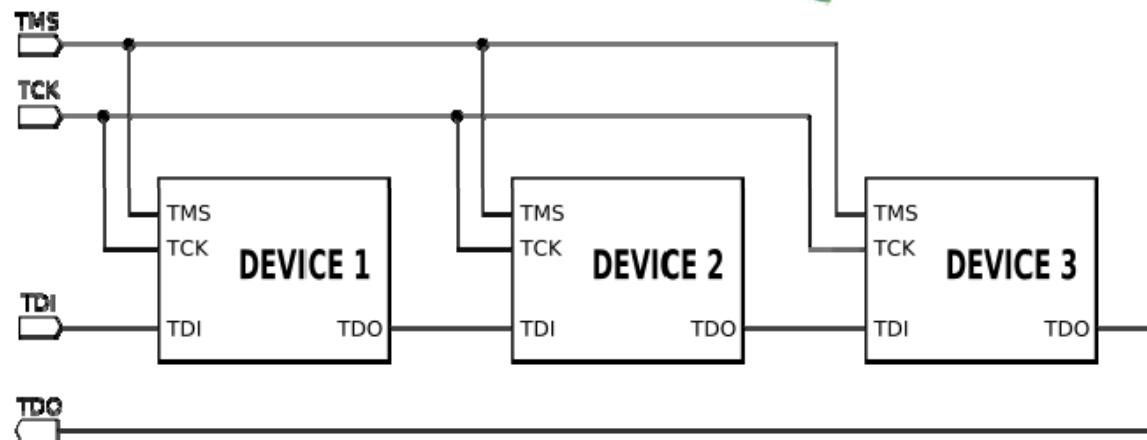 TMS
TCK
TMS
TCK
DEVICE 1
TDI
TDO
TMS
TCK
DEVICE 2
TDI
TDO
TMS
TCK
DEVICE 3
TDI
TDO
TDI
TDO